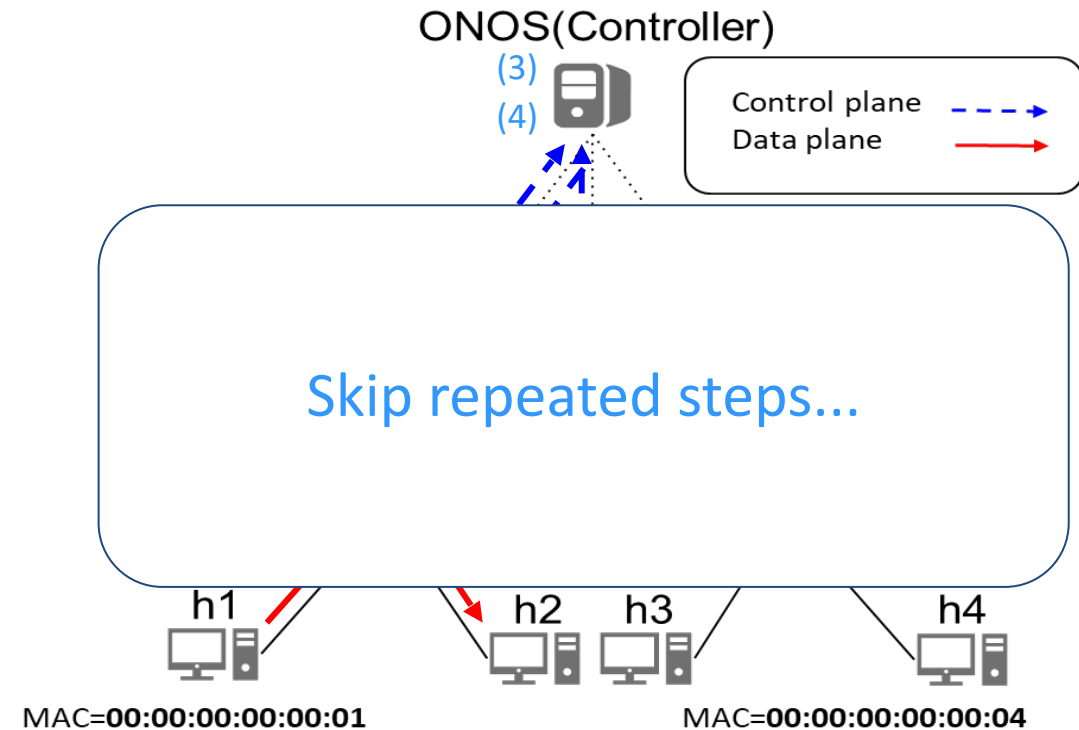 ONOS(Controller)
(3)
(4)
Control plane
Data plane
Skip repeated steps...
h1
h2
h3
h4
MAC=00:00:00:00:00:01
MAC=00:00:00:00:00:04